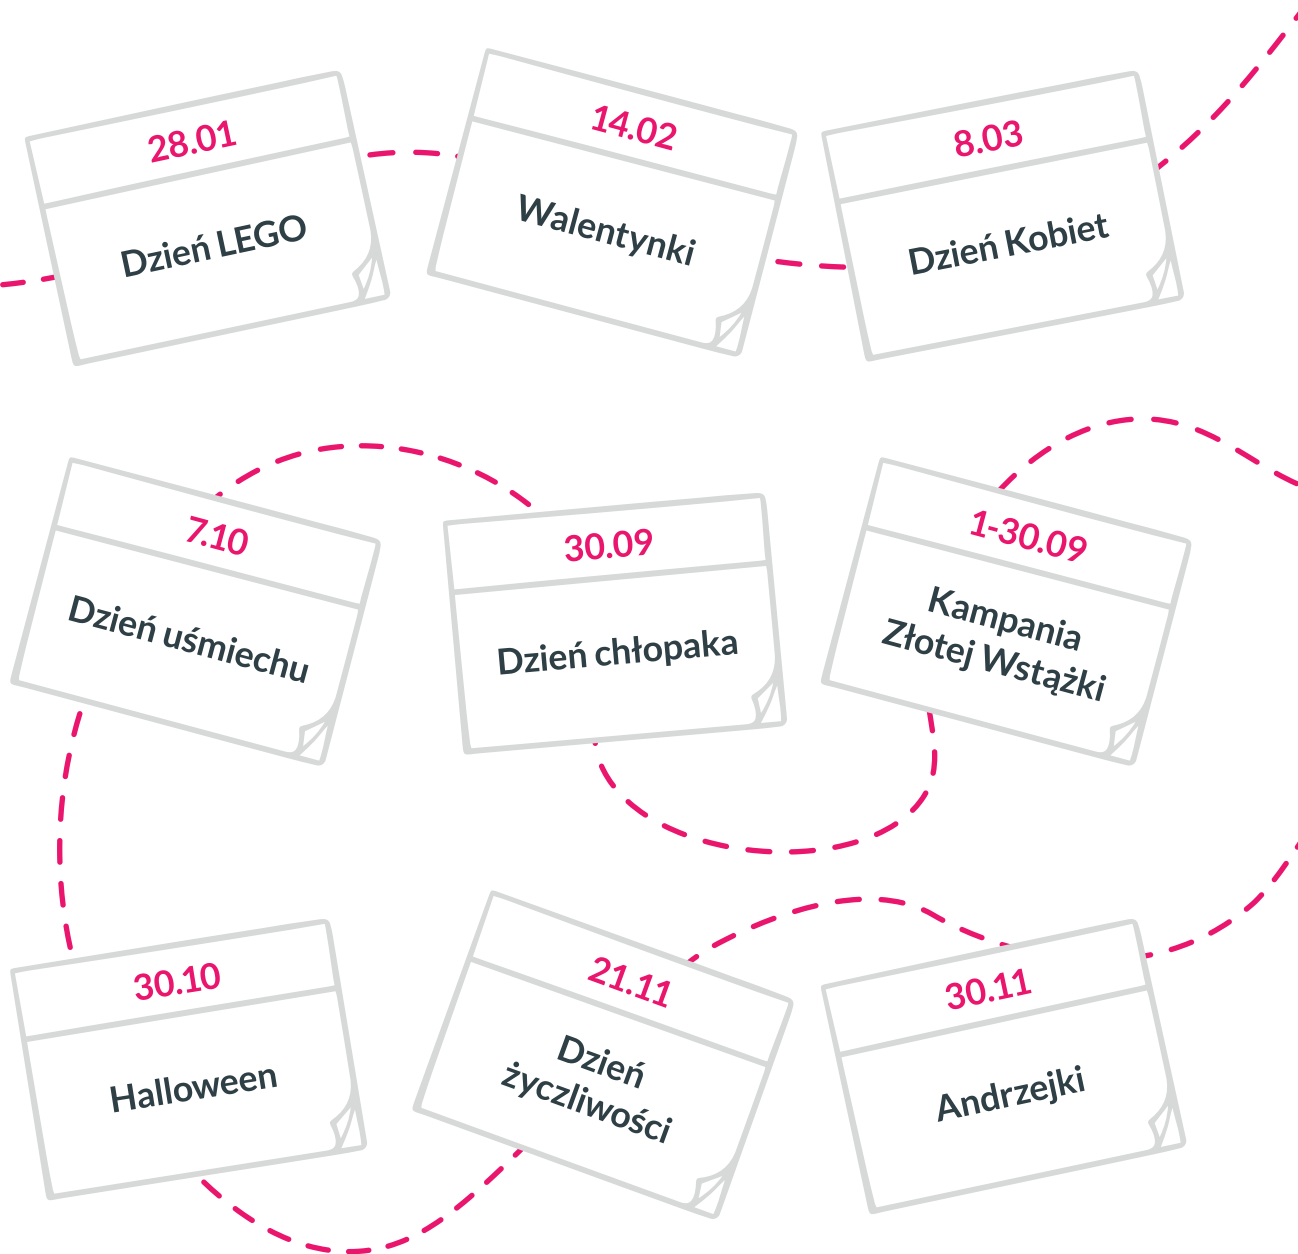 28.01
Dzień LEGO
14.02
Walentynki
8.03
Dzień Kobiet
7.10
Dzień uśmiechu
30.09
Dzień chłopaka
1-30.09
Kampania
Złotej Wstążki
30.10
Halloween
21.11
Dzień
życzliwości
30.11
Andrzejki